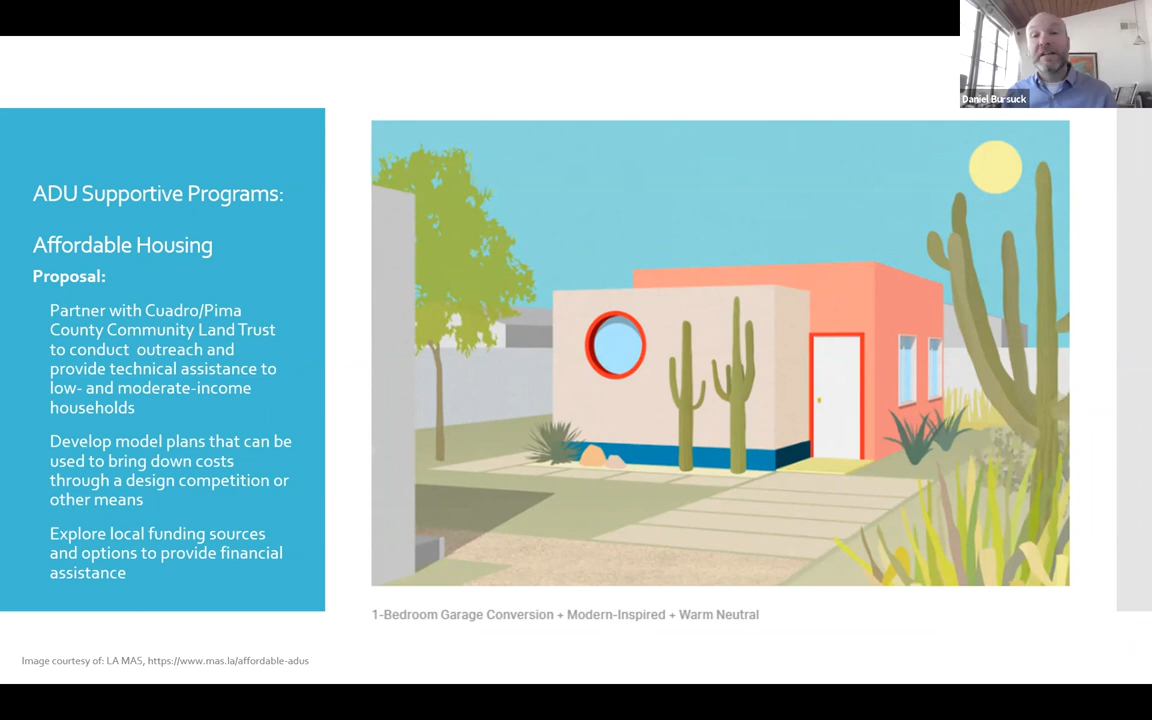 Daniel Bursuck
ADU Supportive Programs:
Affordable Housing
Proposal:
Partner with Cuadro/Pima
County Community Land Trust
to conduct outreach and
provide technical assistance to
low- and moderate-income
households
Develop model plans that can be
used to bring down costs
through a design competition or
other means
Explore local funding sources
and options to provide financial
assistance
1-Bedroom Garage Conversion + Modern-Inspired + Warm Neutral
Image courtesy of: LA MAS, https://www.mas.la/affordable-adus